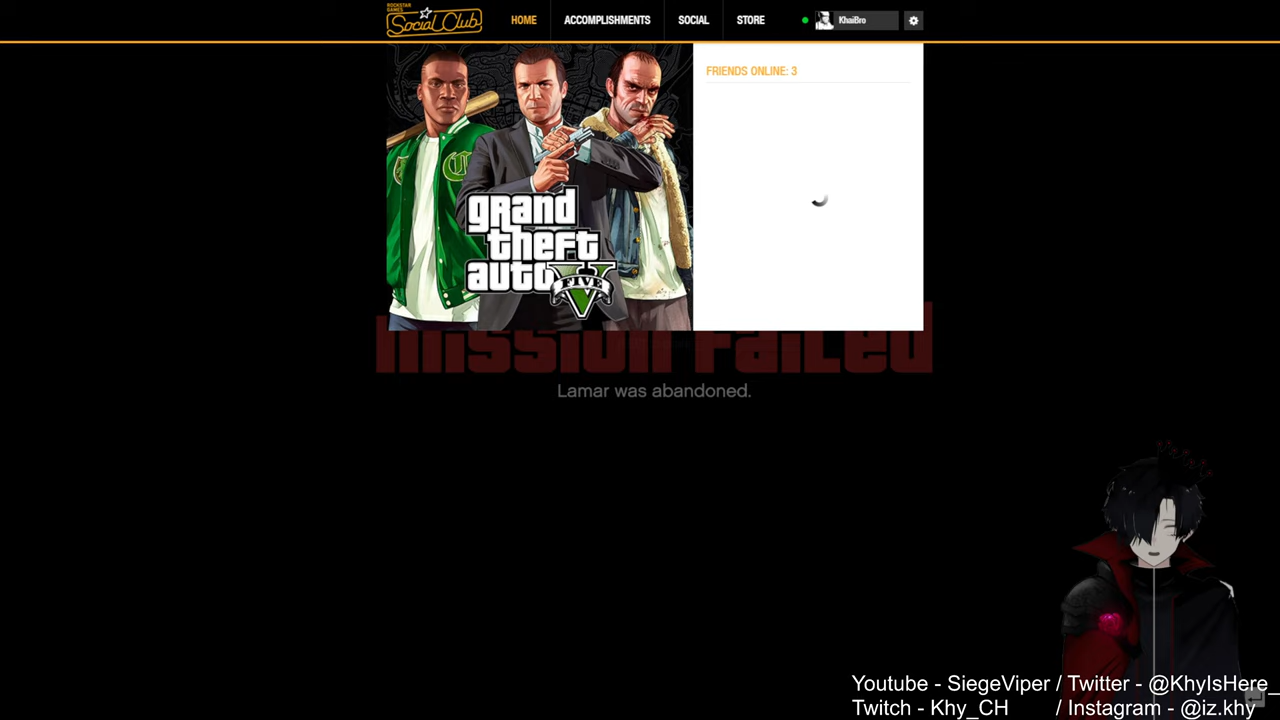 ROCKSTAR
GAMES
Social Club
HOME
ACCOMPLISHMENTS
SOCIAL
STORE
KhaiBro
FRIENDS ONLINE: 3
grand
theft
auto
V
FIVE
mission failed
Lamar was abandoned.
Youtube - SiegeViper / Twitter - @KhyIsHere_
Twitch - Khy_CH / Instagram - @iz.khy